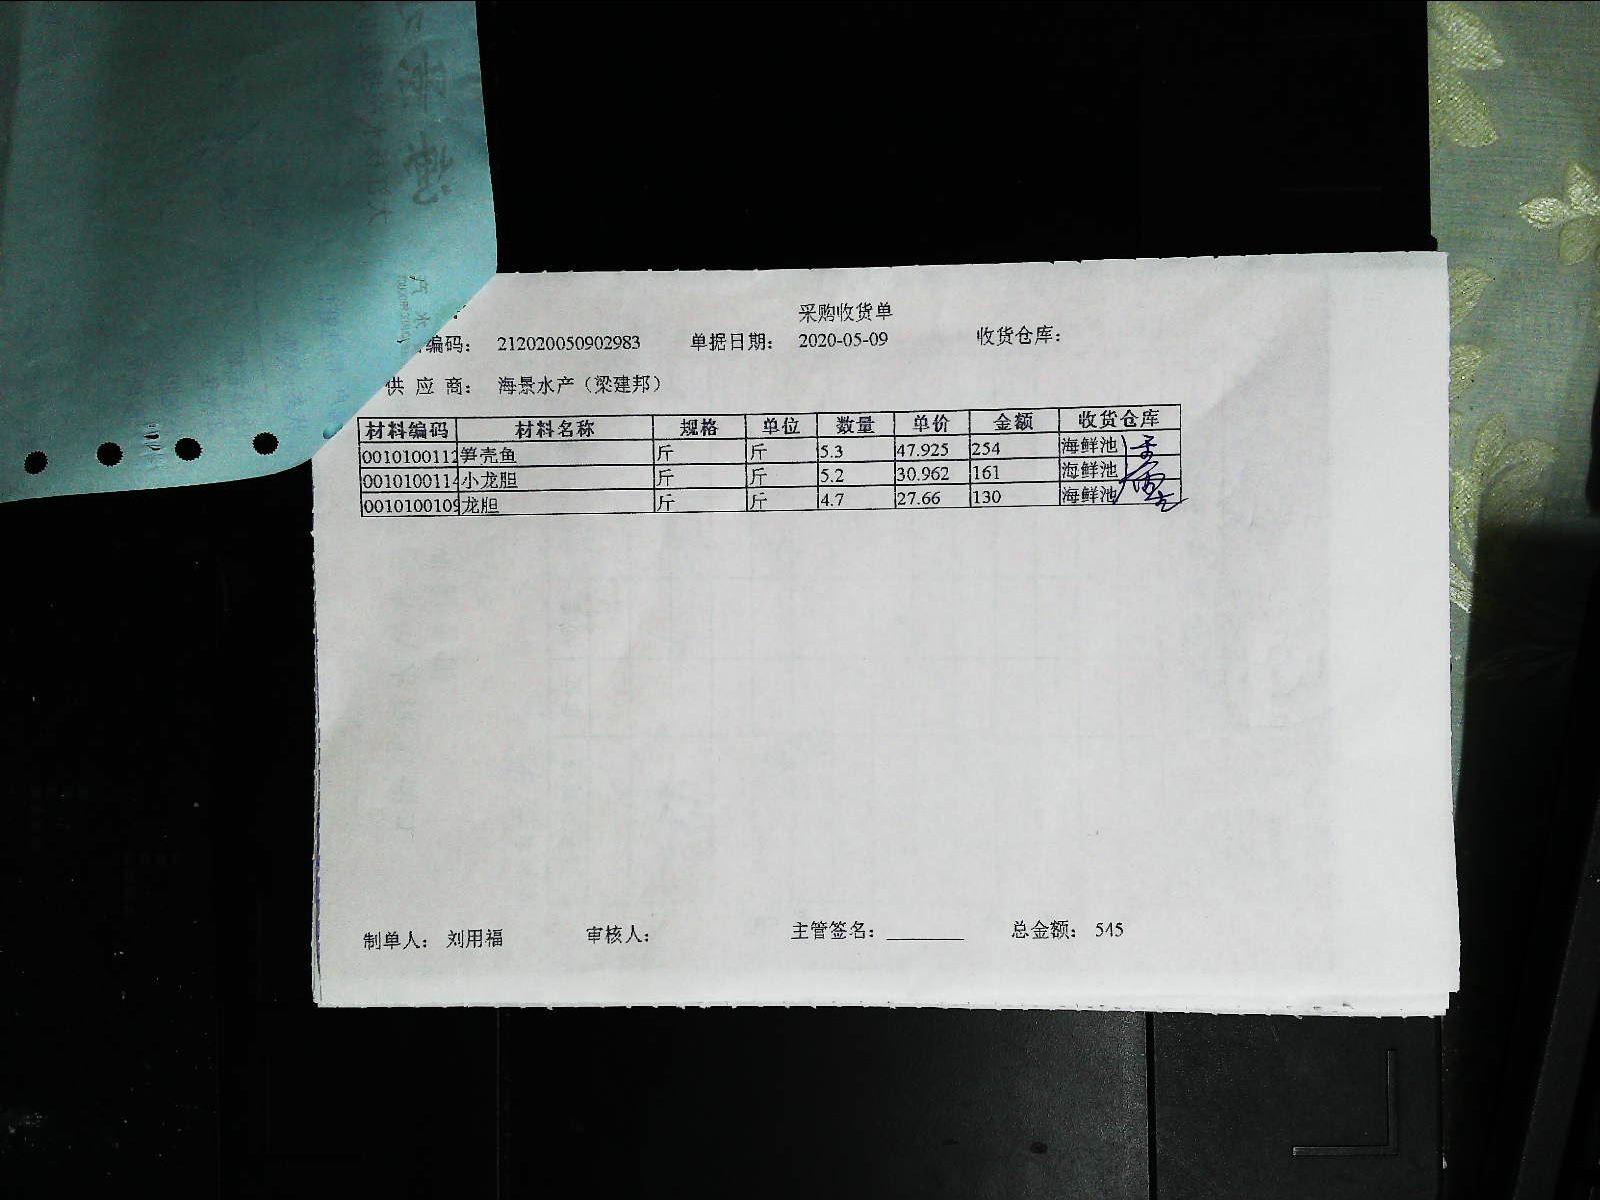 采购收货单
编码： 212020050902983 单据日期： 2020-05-09 收货仓库：
供 应 商： 海景水产（梁建邦）
材料编码 材料名称 规格 单位 数量 单价 金额 收货仓库
0010100112 笋壳鱼 斤 斤 5.3 47.925 254 海鲜池
0010100114 小龙胆 斤 斤 5.2 30.962 161 海鲜池
0010100109 龙胆 斤 斤 4.7 27.66 130 海鲜池
制单人： 刘用福 审核人： 主管签名： 总金额： 545